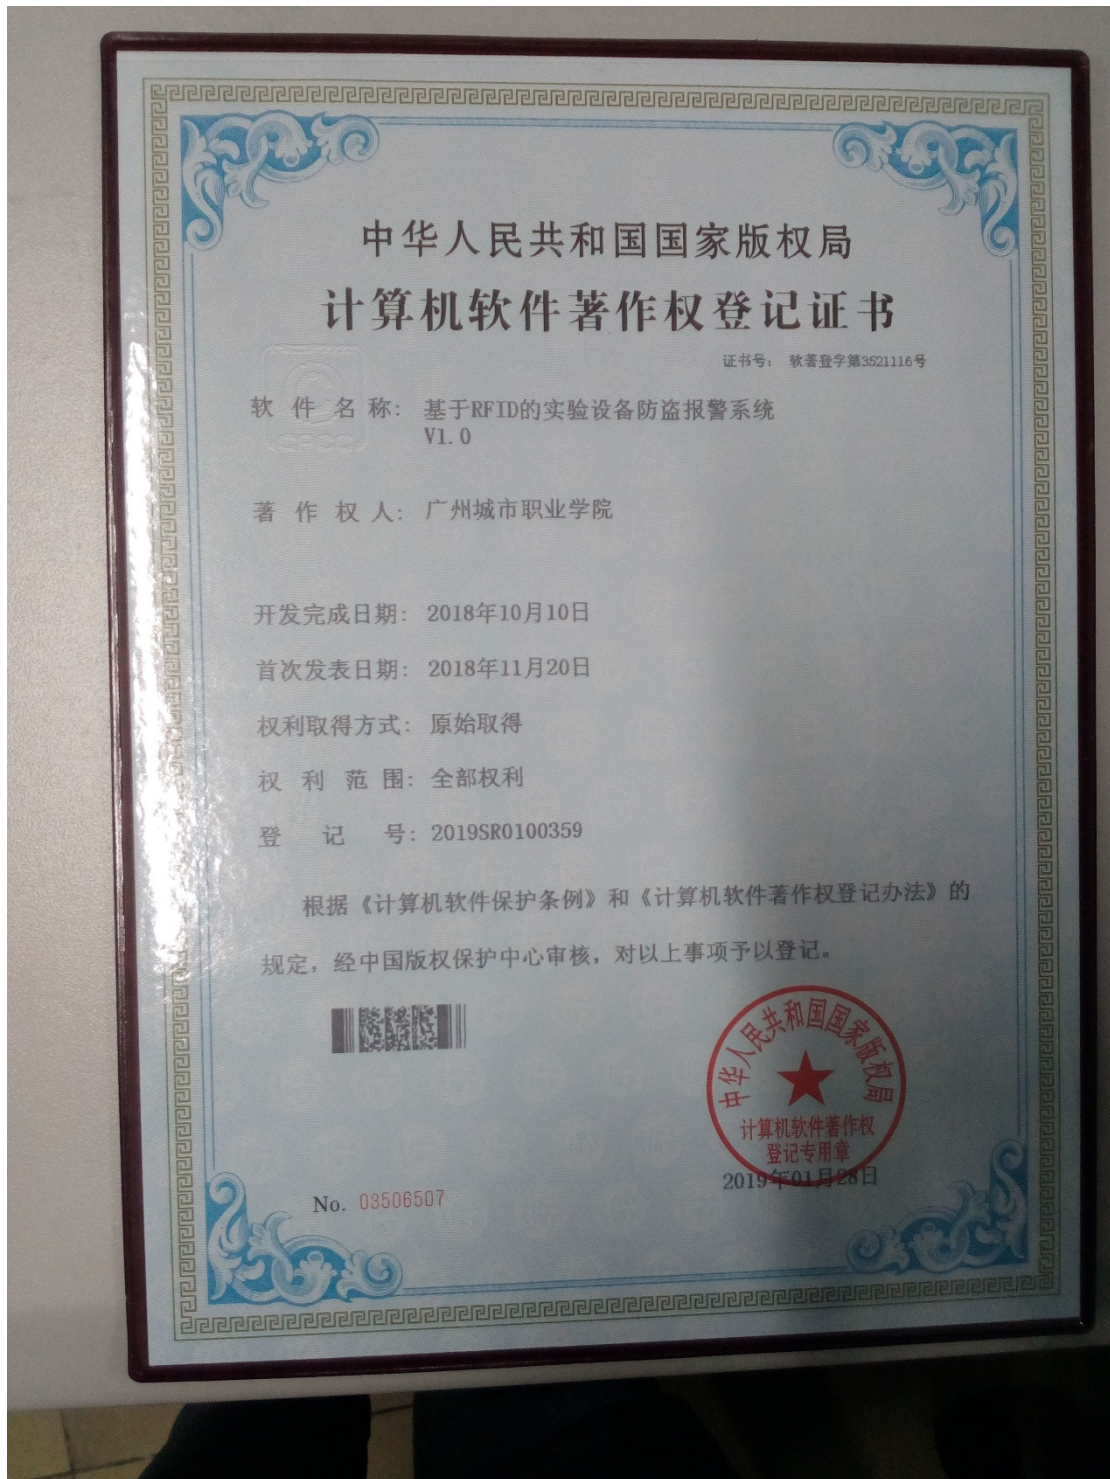 中华人民共和国国家版权局
计算机软件著作权登记证书
证书号： 软著登字第3521116号
软件名称： 基于RFID的实验设备防盗报警系统
V1.0
著作权人： 广州城市职业学院
开发完成日期： 2018年10月10日
首次发表日期： 2018年11月20日
权利取得方式： 原始取得
权利范围： 全部权利
登记号： 2019SR0100359
根据《计算机软件保护条例》和《计算机软件著作权登记办法》的
规定，经中国版权保护中心审核，对以上事项予以登记。
中华人民共和国国家版权局
计算机软件著作权
登记专用章
2019年01月28日
No. 03506507